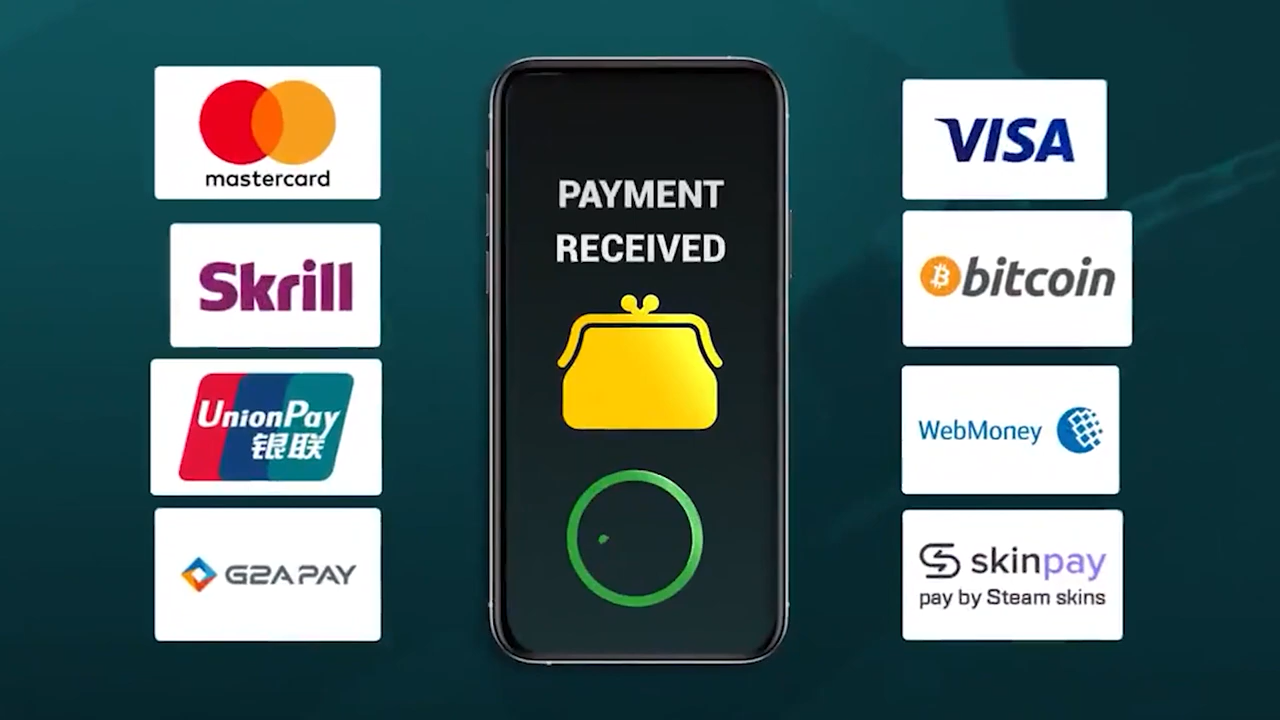 mastercard
Skrill
UnionPay
银联
G2A PAY
PAYMENT
RECEIVED
VISA
bitcoin
WebMoney
skinpay
pay by Steam skins